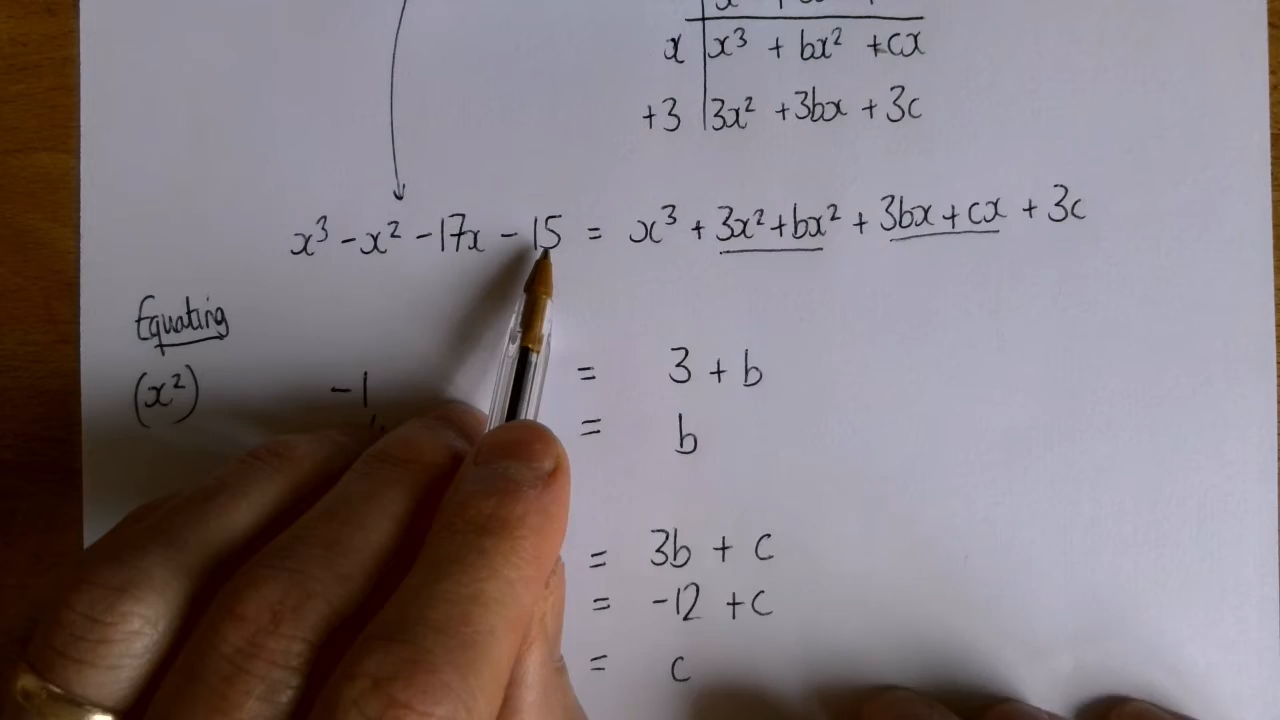 x | x³ + bx² + cx
+3 | 3x² + 3bx + 3c
x³ - x² - 17x - 15 = x³ + 3x² + bx² + 3bx + cx + 3c
Equating
(x²) -1 = 3 + b
= b
= 3b + c
= -12 + c
= c